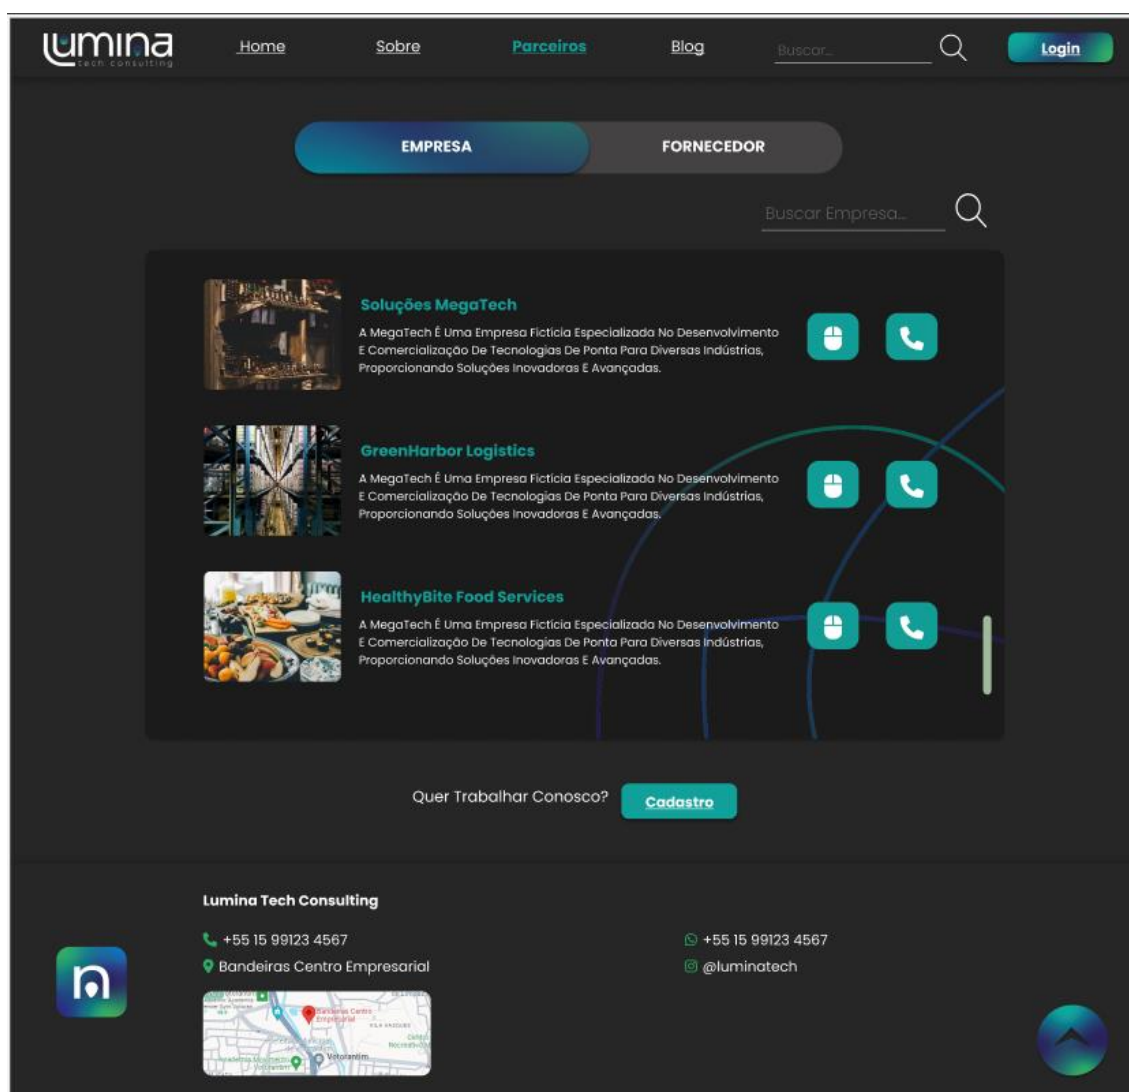 Lumina
tech consulting
Home
Sobre
Parceiros
Blog
Buscar...
Login
EMPRESA
FORNECEDOR
Buscar Empresa...
Soluções MegaTech
A MegaTech É Uma Empresa Fictícia Especializada No Desenvolvimento
E Comercialização De Tecnologias De Ponta Para Diversas Indústrias,
Proporcionando Soluções Inovadoras E Avançadas.
GreenHarbor Logistics
A MegaTech É Uma Empresa Fictícia Especializada No Desenvolvimento
E Comercialização De Tecnologias De Ponta Para Diversas Indústrias,
Proporcionando Soluções Inovadoras E Avançadas.
HealthyBite Food Services
A MegaTech É Uma Empresa Fictícia Especializada No Desenvolvimento
E Comercialização De Tecnologias De Ponta Para Diversas Indústrias,
Proporcionando Soluções Inovadoras E Avançadas.
Quer Trabalhar Conosco?
Cadastro
Lumina Tech Consulting
+55 15 99123 4567
+55 15 99123 4567
Bandeiras Centro Empresarial
@luminatech
n
Bandeiras Centro
Empresarial
Votorantim